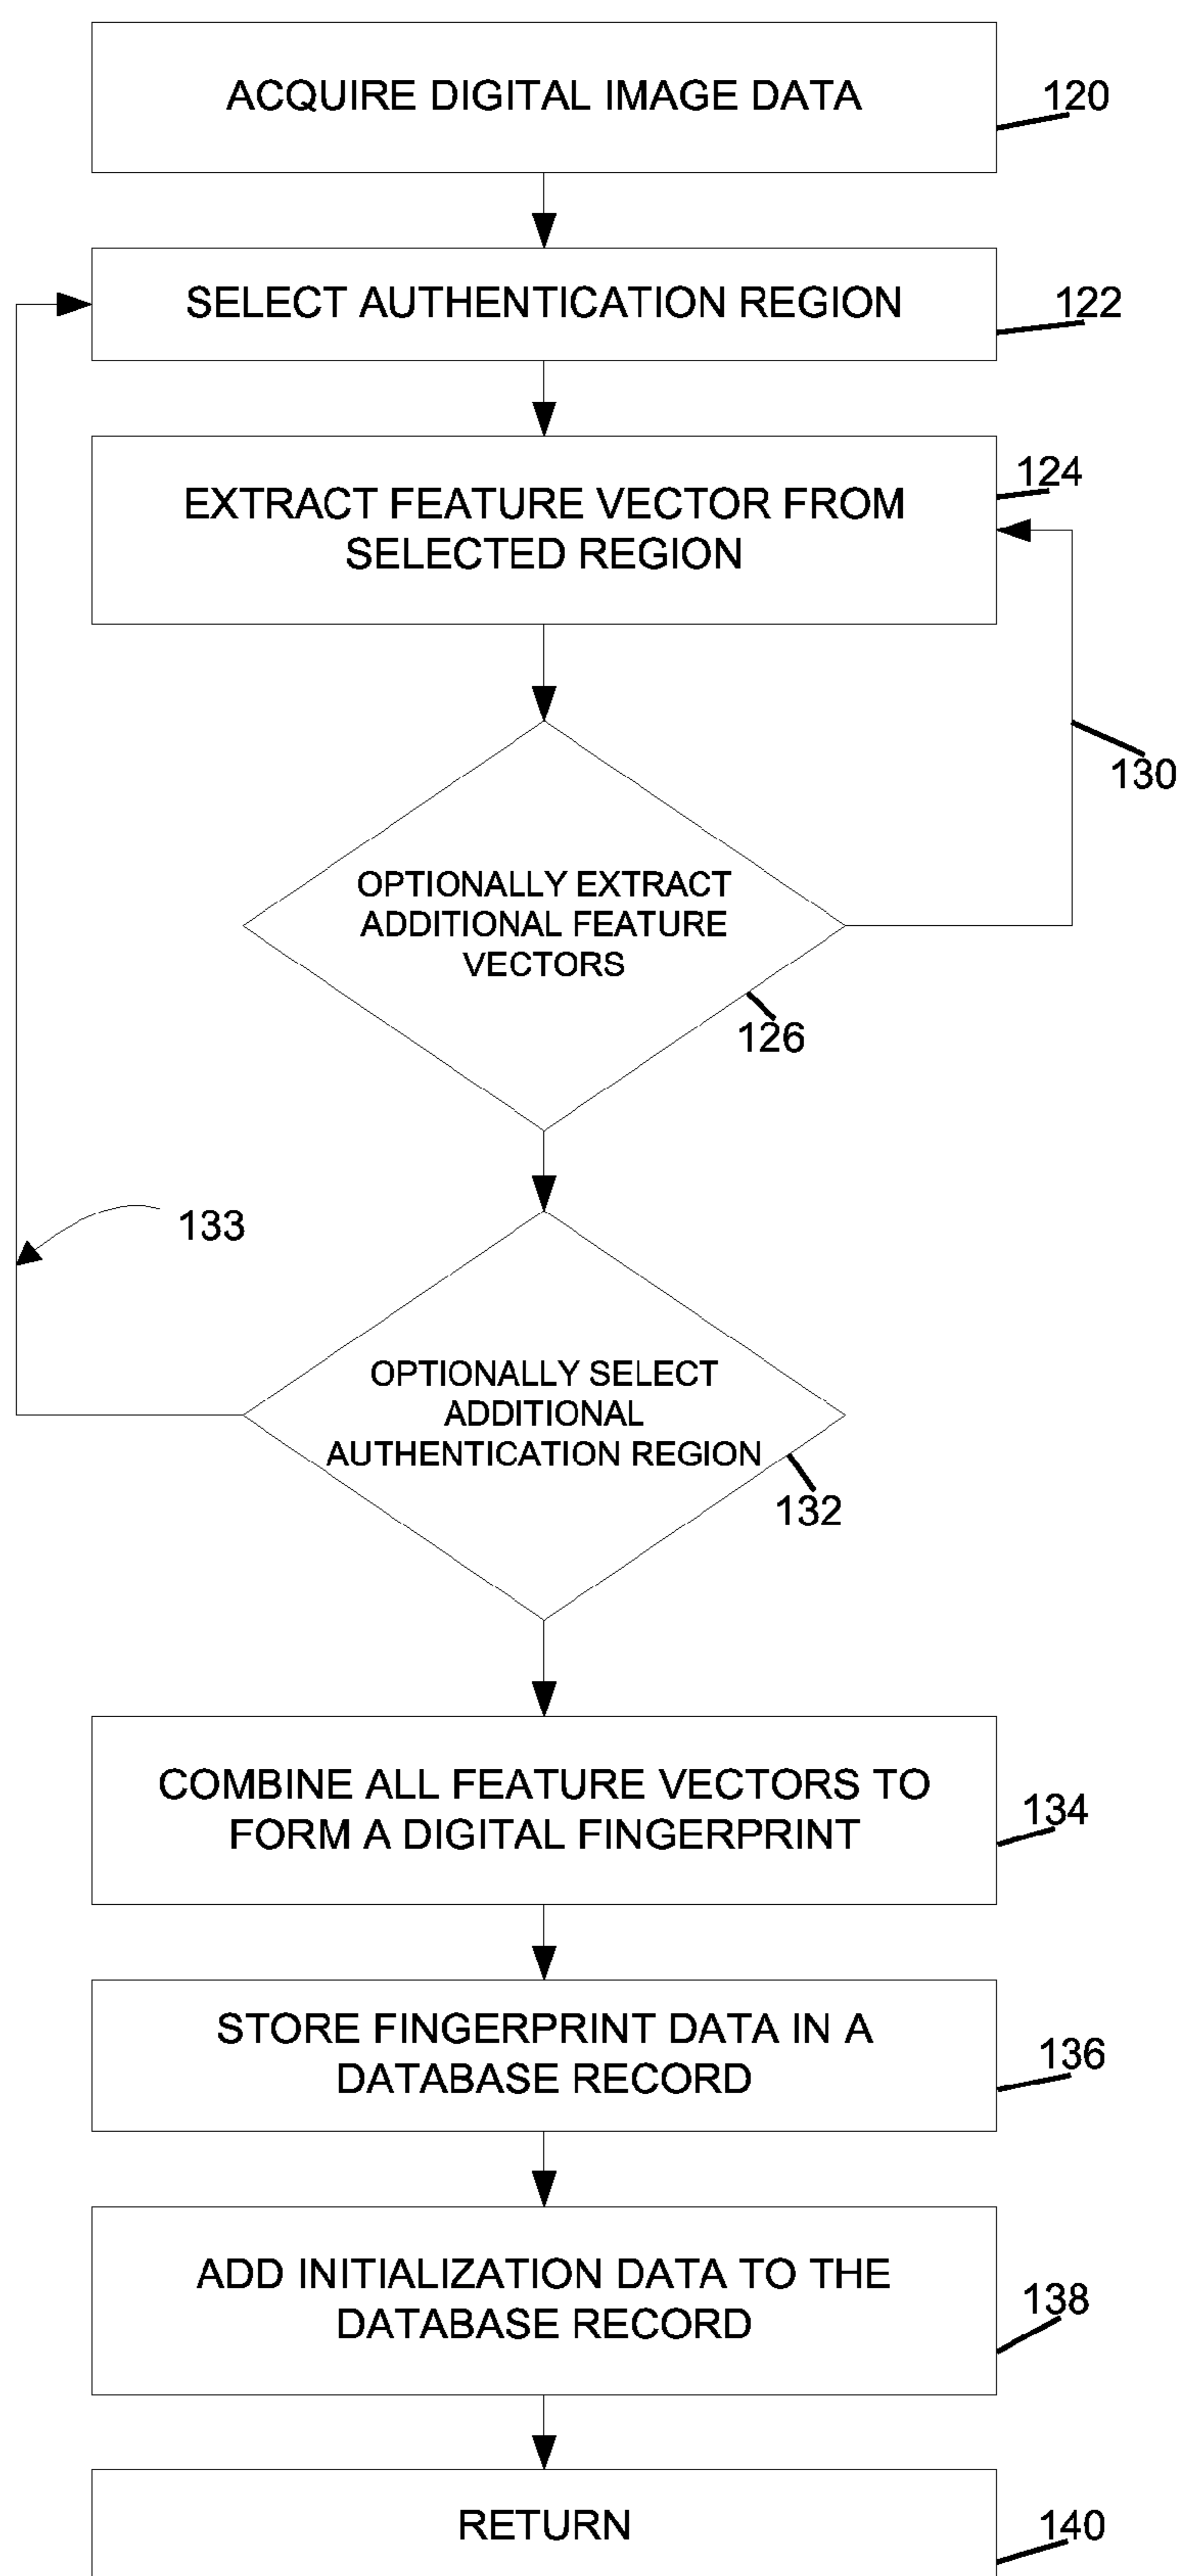 ACQUIRE DIGITAL IMAGE DATA
120
SELECT AUTHENTICATION REGION
122
EXTRACT FEATURE VECTOR FROM
SELECTED REGION
124
130
OPTIONALLY EXTRACT
ADDITIONAL FEATURE
VECTORS
126
133
OPTIONALLY SELECT
ADDITIONAL
AUTHENTICATION REGION
132
COMBINE ALL FEATURE VECTORS TO
FORM A DIGITAL FINGERPRINT
134
STORE FINGERPRINT DATA IN A
DATABASE RECORD
136
ADD INITIALIZATION DATA TO THE
DATABASE RECORD
138
RETURN
140